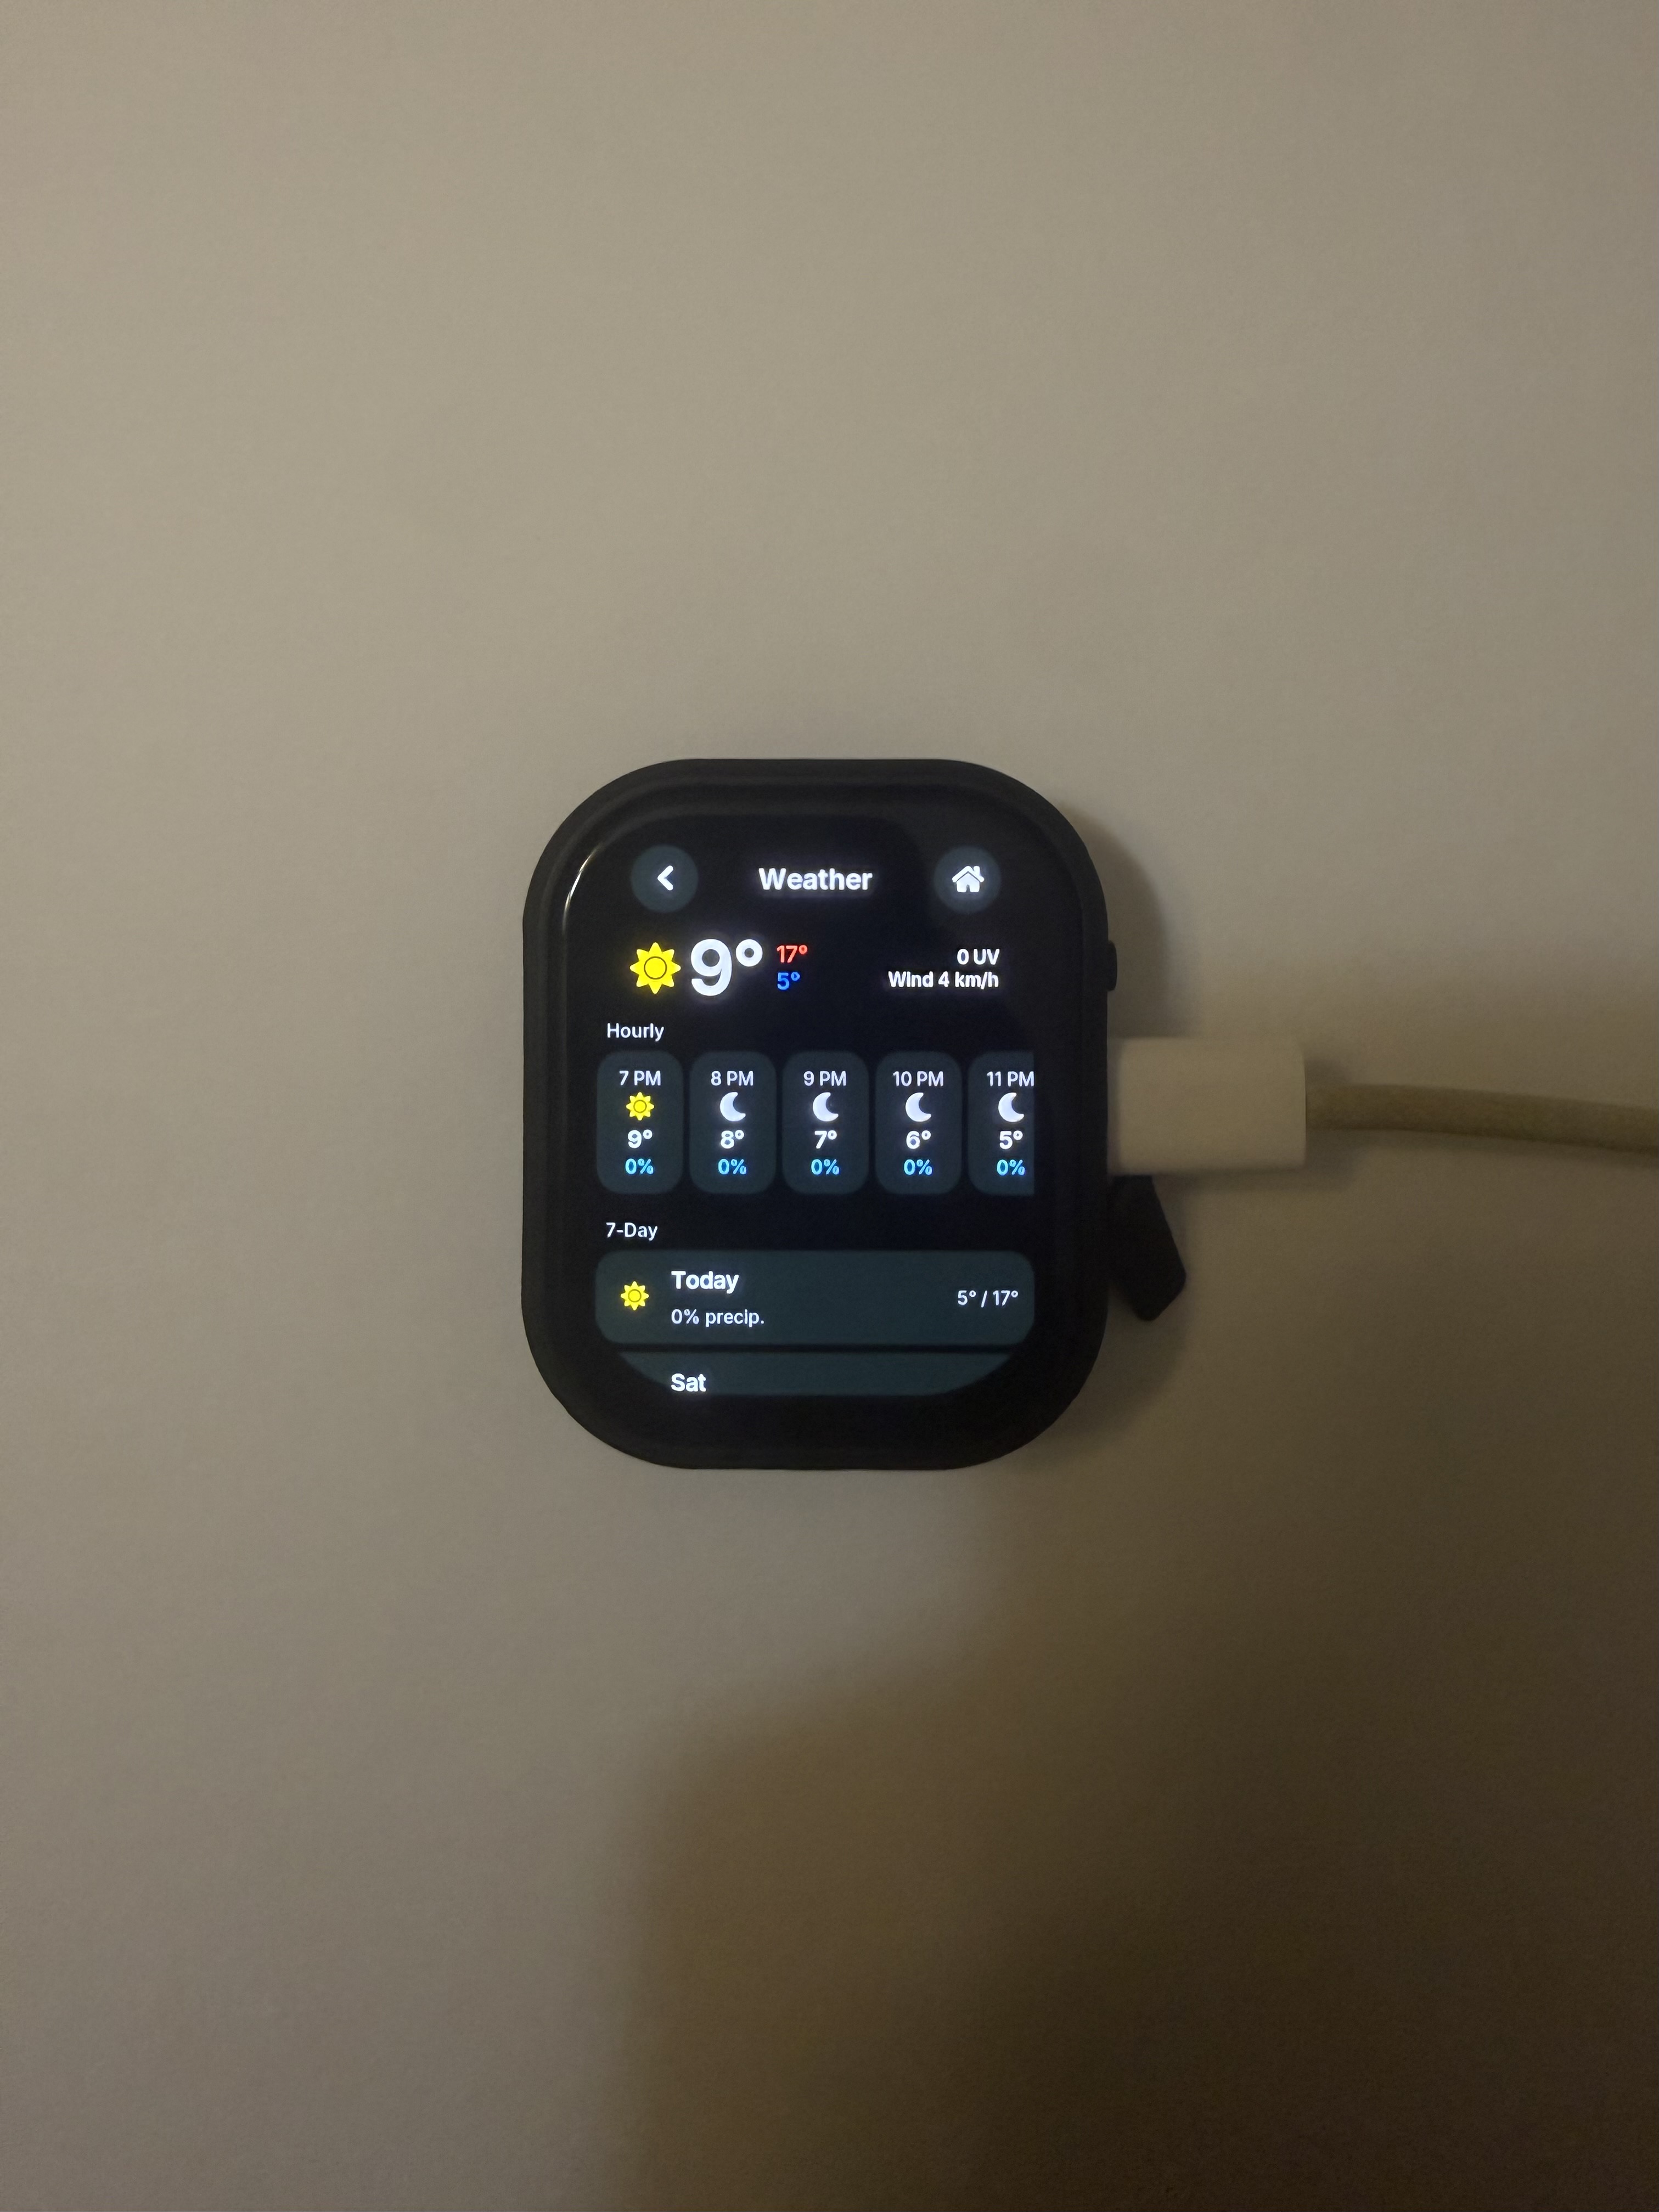 Weather
9° 17°
5°
0 UV
Wind 4 km/h
Hourly
7 PM 8 PM 9 PM 10 PM 11 PM
9° 8° 7° 6° 5°
0% 0% 0% 0% 0%
7-Day
Today
0% precip.
5° / 17°
Sat